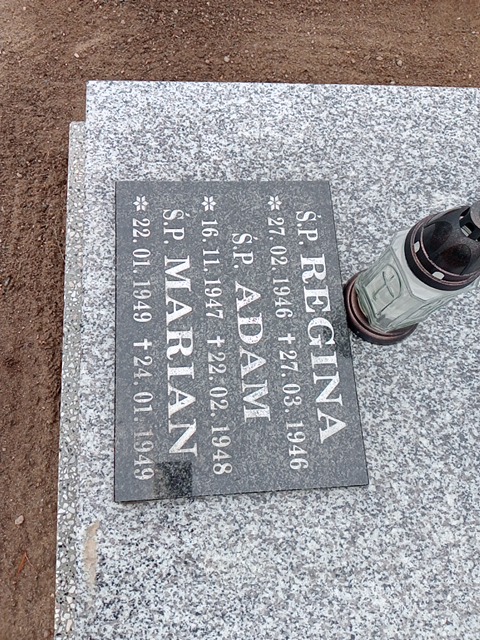 Ś.P. REGINA
✲ 27. 02. 1946 ✝ 27. 03. 1946
Ś.P. ADAM
✲ 16. 11. 1947 ✝ 22. 02. 1948
Ś.P. MARIAN
✲ 22. 01. 1949 ✝ 24. 01. 1949